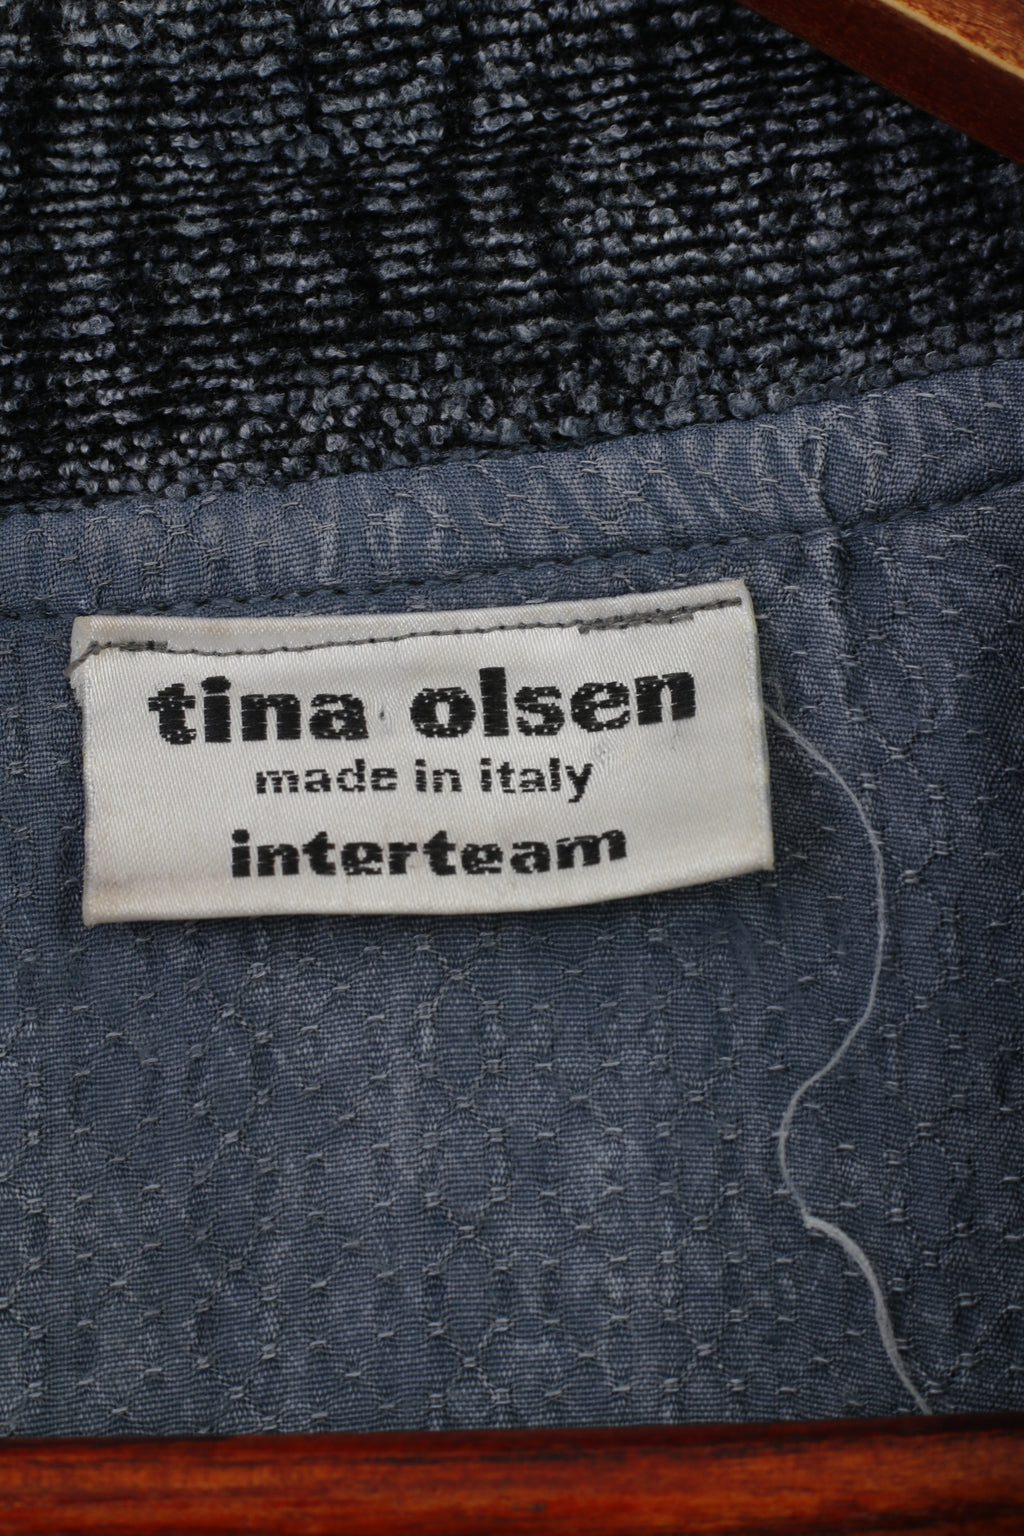 tina olsen
made in italy
interteam